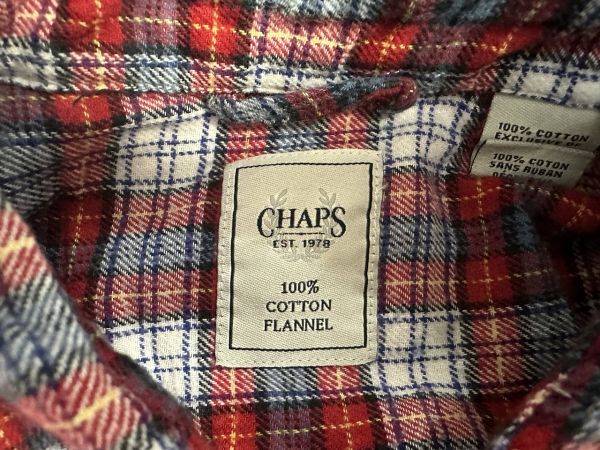 CHAPS
EST. 1978
100%
COTTON
FLANNEL
100% COTTON
EXCLUSIVE OF
100% COTON
SANS RUBAN